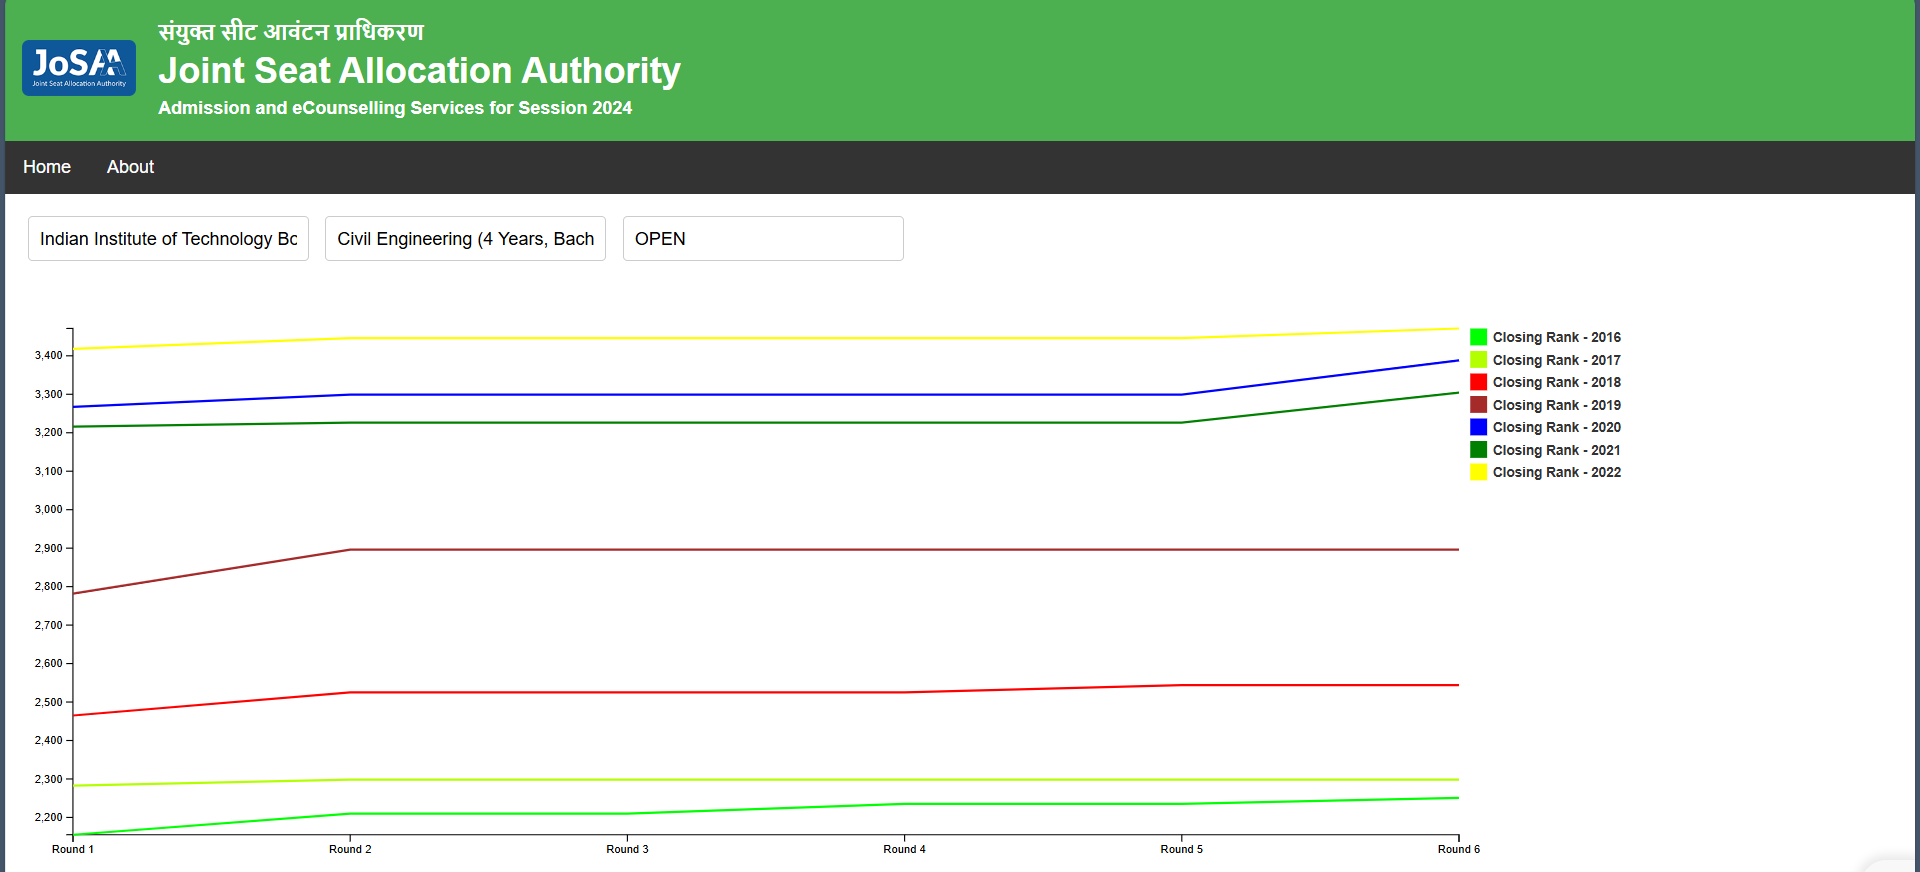 संयुक्त सीट आवंटन प्राधिकरण
JoSAA
Joint Seat Allocation Authority
Joint Seat Allocation Authority
Admission and eCounselling Services for Session 2024
Home About
Indian Institute of Technology Bo
Civil Engineering (4 Years, Bach
OPEN
3,400
3,300
3,200
3,100
3,000
2,900
2,800
2,700
2,600
2,500
2,400
2,300
2,200
Round 1 Round 2 Round 3 Round 4 Round 5 Round 6
Closing Rank - 2016
Closing Rank - 2017
Closing Rank - 2018
Closing Rank - 2019
Closing Rank - 2020
Closing Rank - 2021
Closing Rank - 2022